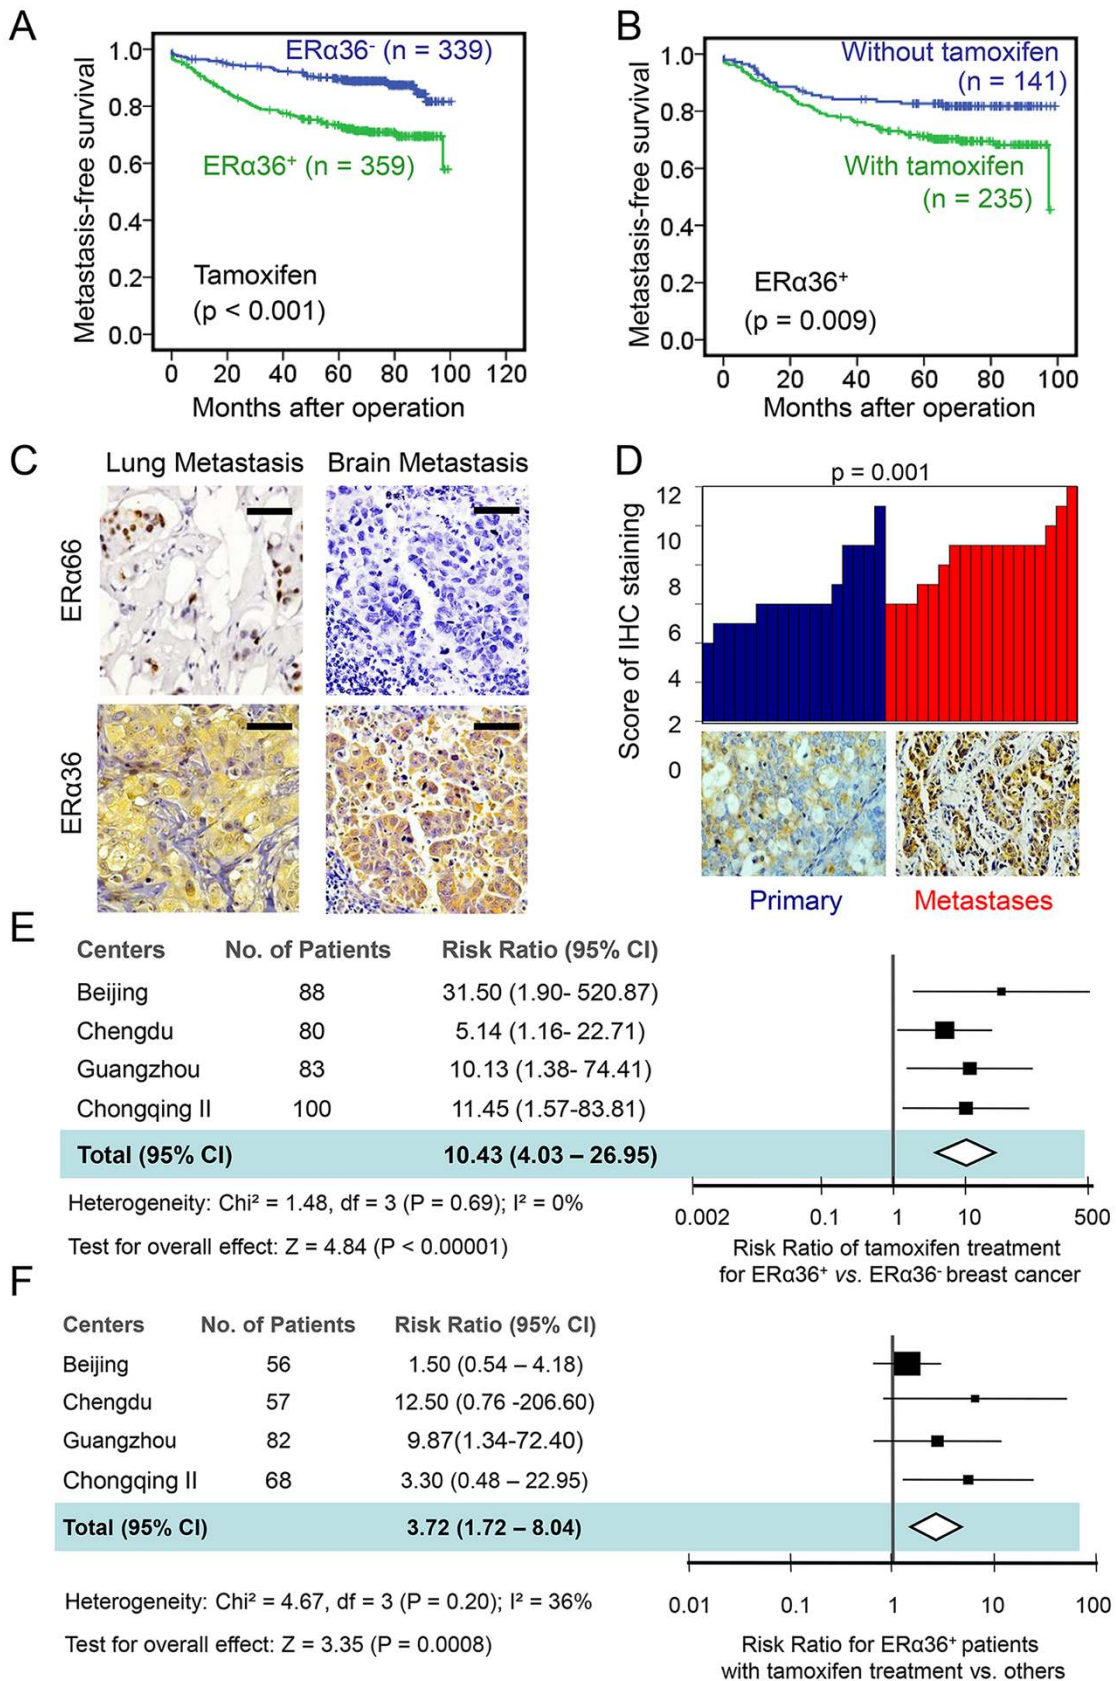 A
Metastasis-free survival
1.0
0.8
0.6
0.4
0.2
0.0
ERα36⁻ (n = 339)
ERα36⁺ (n = 359)
Tamoxifen
(p < 0.001)
0 20 40 60 80 100 120
Months after operation
B
Metastasis-free survival
1.0
0.8
0.6
0.4
0.2
0.0
Without tamoxifen
(n = 141)
With tamoxifen
(n = 235)
ERα36⁺
(p = 0.009)
0 20 40 60 80 100
Months after operation
C
Lung Metastasis Brain Metastasis
ERα66
ERα36
D
p = 0.001
Score of IHC staining
12
10
8
6
4
2
0
Primary Metastases
E
Centers No. of Patients Risk Ratio (95% CI)
Beijing 88 31.50 (1.90- 520.87)
Chengdu 80 5.14 (1.16- 22.71)
Guangzhou 83 10.13 (1.38- 74.41)
Chongqing II 100 11.45 (1.57-83.81)
Total (95% CI) 10.43 (4.03 – 26.95)
Heterogeneity: Chi² = 1.48, df = 3 (P = 0.69); I² = 0%
Test for overall effect: Z = 4.84 (P < 0.00001)
0.002 0.1 1 10 500
Risk Ratio of tamoxifen treatment
for ERα36⁺ vs. ERα36⁻ breast cancer
F
Centers No. of Patients Risk Ratio (95% CI)
Beijing 56 1.50 (0.54 – 4.18)
Chengdu 57 12.50 (0.76 -206.60)
Guangzhou 82 9.87(1.34-72.40)
Chongqing II 68 3.30 (0.48 – 22.95)
Total (95% CI) 3.72 (1.72 – 8.04)
Heterogeneity: Chi² = 4.67, df = 3 (P = 0.20); I² = 36%
Test for overall effect: Z = 3.35 (P = 0.0008)
0.01 0.1 1 10 100
Risk Ratio for ERα36⁺ patients
with tamoxifen treatment vs. others